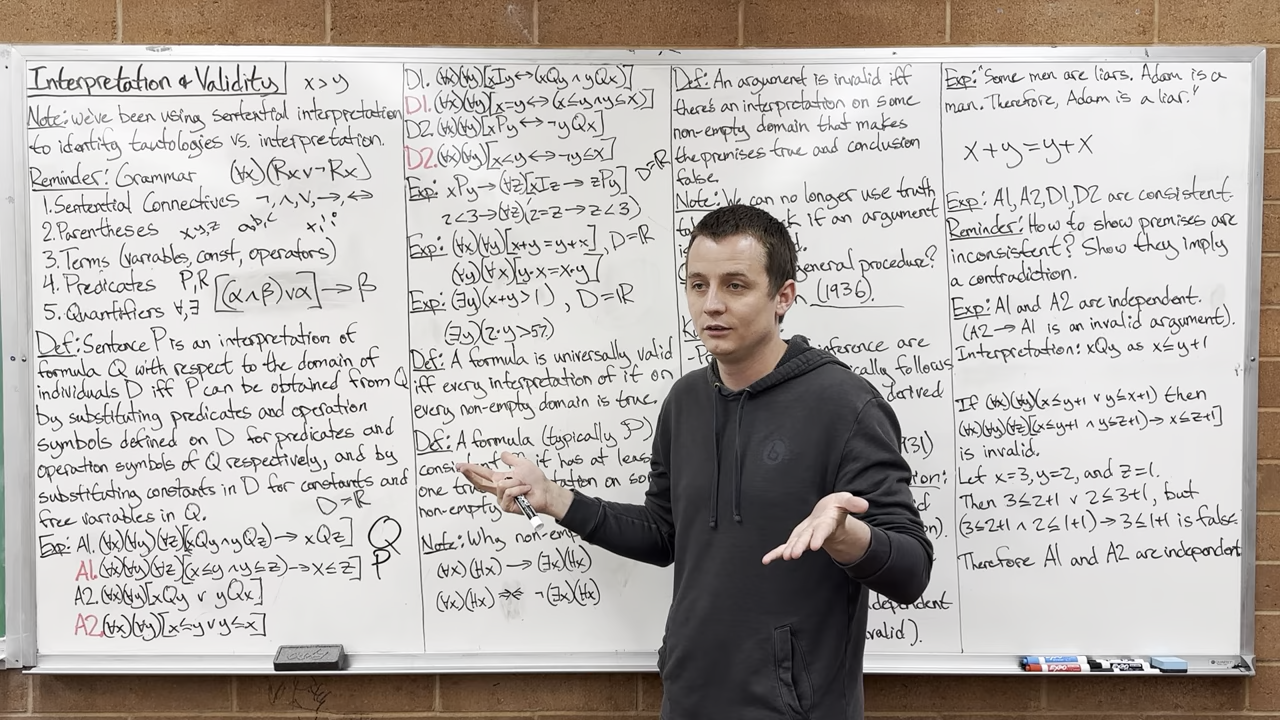 Interpretation & Validity x>y
Note: we've been using sentential interpretation
to identify tautologies vs. interpretation.
Reminder: Grammar (∀x)(Rx∨¬Rx)
1. Sentential Connectives ¬,∧,∨,→,↔
2. Parentheses x,y,z a,b,c
3. Terms (variables, const, operators)
4. Predicates P,R [(α∧β)∨α]→β
5. Quantifiers ∀,∃
Def: Sentence P is an interpretation of
formula Q with respect to the domain of
individuals D iff P can be obtained from Q
by substituting predicates and operation
symbols defined on D for predicates and
operation symbols of Q respectively, and by
substituting constants in D for constants and
free variables in Q. D=ℝ
Exp: A1. (∀x)(∀y)(∀z)[xQy∧yQz)→xQz] Q
A1. (∀x)(∀y)(∀z)[(x≤y∧y≤z)→x≤z] P
A2. (∀x)(∀y)[xQy∨yQx]
A2. (∀x)(∀y)[x≤y∨y≤x]
D1. (∀x)(∀y)[xIy↔(xQy∧yQx)]
D1. (∀x)(∀y)[x=y↔(x≤y∧y≤x)]
D2. (∀x)(∀y)[xPy↔¬yQx]
D2. (∀x)(∀y)[x<y↔¬y≤x] D=ℝ
Exp: xPy→(∀z)[xIz→zPy]
2<3→(∀z)(2=z→z<3)
Exp: (∀x)(∀y)[x+y=y+x], D=ℝ
(∀y)(∀x)[y·x=x·y]
Exp: (∃y)(x+y>1), D=ℝ
(∃y)(2·y>57)
Def: A formula is universally valid
iff every interpretation of it on
every non-empty domain is true.
Def: A formula (typically
it has at least
one
non-empty
Note: Why non-emp
(∀x)(Hx)→(∃x)(Hx)
(∀x)(Hx) ¬(∃x)(Hx)
Def: An argument is invalid iff
there's an interpretation on some
non-empty domain that makes
the premises true and conclusion
false.
Note: We can no longer use truth
if an argument
general procedure?
(1936).
inference are
ically follows
derived
931)
dependent
valid).
Exp: "Some men are liars. Adam is a
man. Therefore, Adam is a liar."
x+y=y+x
Exp: A1,A2,D1,D2 are consistent.
Reminder: How to show premises are
inconsistent? Show they imply
a contradiction.
Exp: A1 and A2 are independent.
(A2→A1 is an invalid argument).
Interpretation: xQy as x≤y+1
If (∀x)(∀y)(x≤y+1 ∨ y≤x+1) then
(∀x)(∀y)(∀z)[(x≤y+1 ∧ y≤z+1)→x≤z+1]
is invalid.
Let x=3, y=2, and z=1.
Then 3≤2+1 ∨ 2≤3+1, but
(3≤2+1 ∧ 2≤1+1)→3≤1+1 is false.
Therefore A1 and A2 are independent